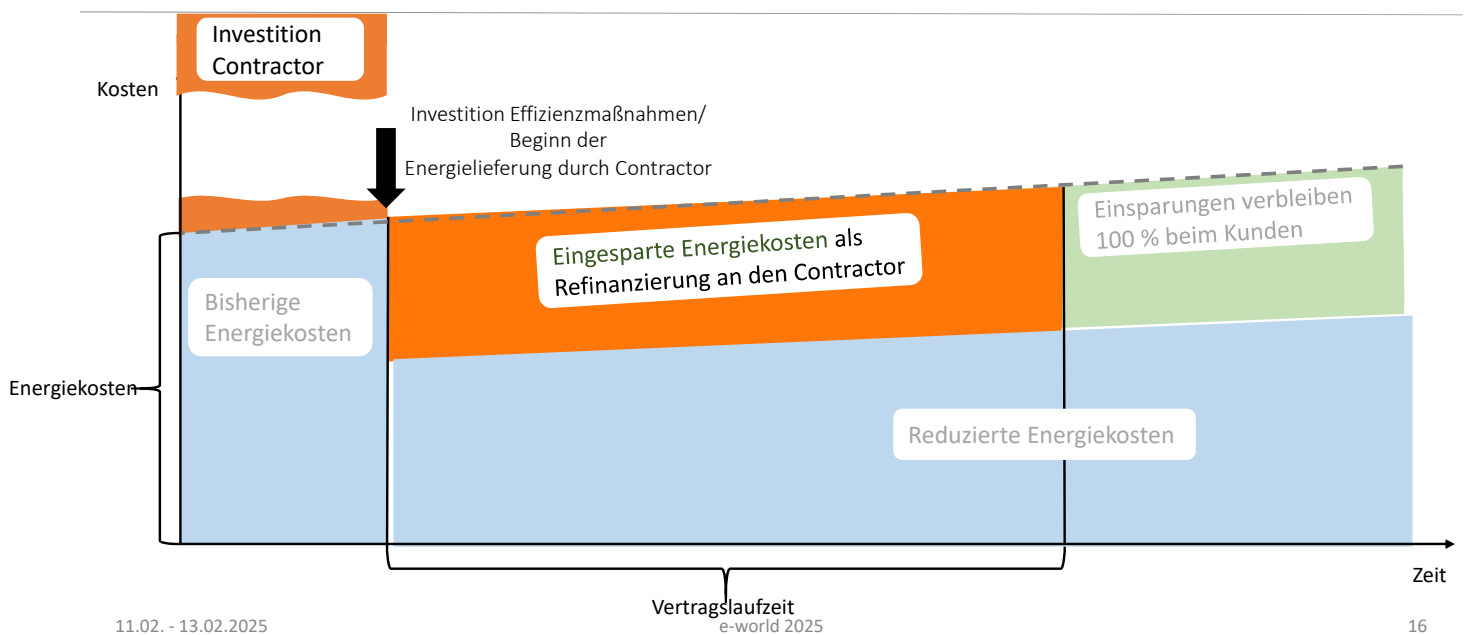 Investition
Contractor
Kosten
Investition Effizienzmaßnahmen/
Beginn der
Energielieferung durch Contractor
Einsparungen verbleiben
100 % beim Kunden
Eingesparte Energiekosten als
Refinanzierung an den Contractor
Bisherige
Energiekosten
Energiekosten
Reduzierte Energiekosten
Zeit
Vertragslaufzeit
11.02. - 13.02.2025
e-world 2025
16